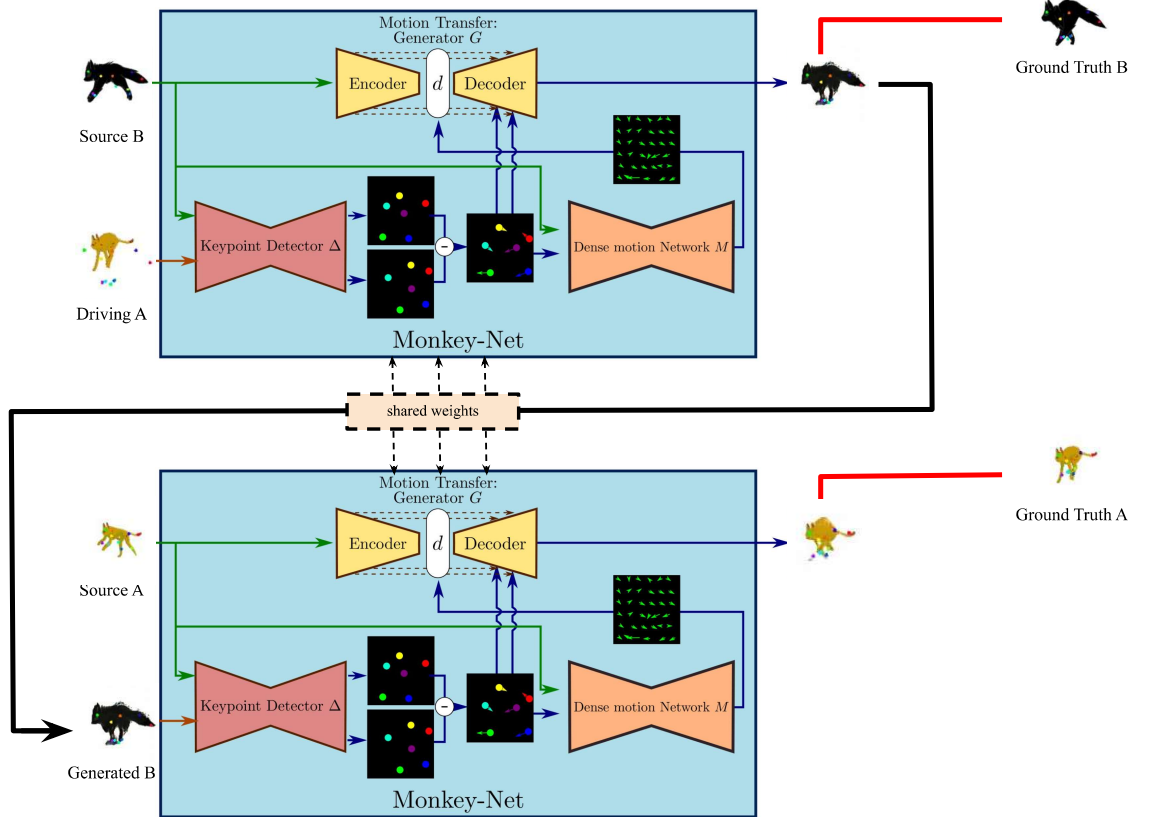 Motion Transfer:
Generator G
Ground Truth B
Encoder
d
Decoder
Source B
Keypoint Detector Δ
−
Dense motion Network M
Driving A
Monkey-Net
shared weights
Motion Transfer:
Generator G
Ground Truth A
Encoder
d
Decoder
Source A
Keypoint Detector Δ
−
Dense motion Network M
Generated B
Monkey-Net